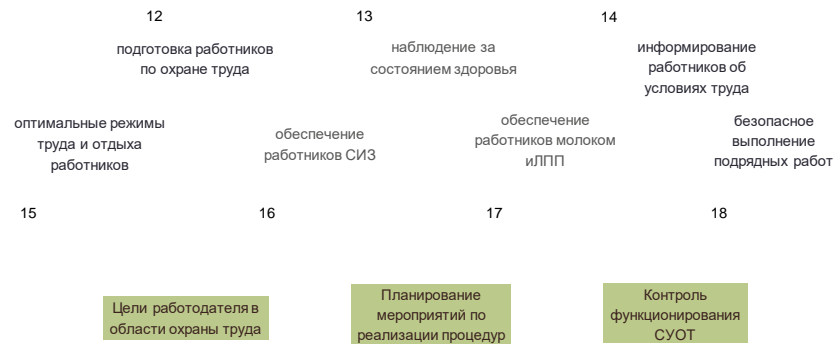 12
13
14
подготовка работников
по охране труда
наблюдение за
состоянием здоровья
информирование
работников об
условиях труда
оптимальные режимы
труда и отдыха
работников
обеспечение
работников СИЗ
обеспечение
работников молоком
иЛПП
безопасное
выполнение
подрядных работ
15
16
17
18
Цели работодателя в
области охраны труда
Планирование
мероприятий по
реализации процедур
Контроль
функционирования
СУОТ